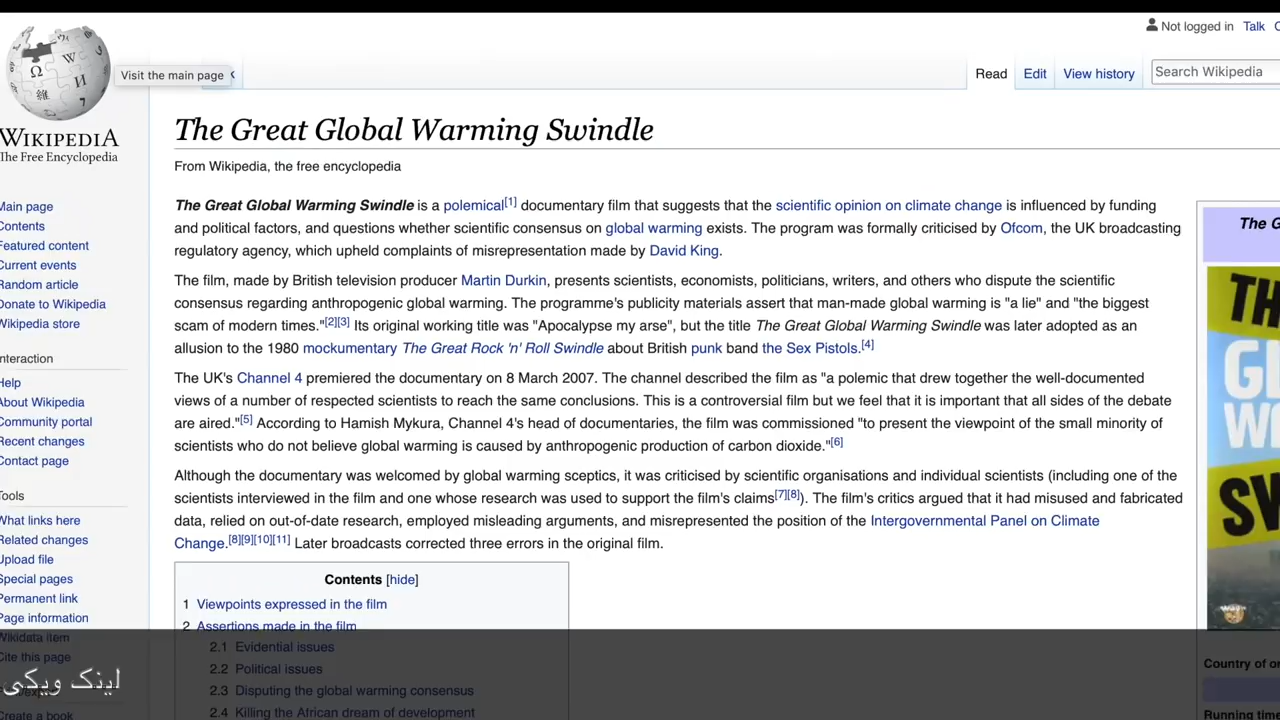 Not logged in Talk
Visit the main page
Read Edit View history
Search Wikipedia
WIKIPEDIA
The Free Encyclopedia
The Great Global Warming Swindle
From Wikipedia, the free encyclopedia
The Great Global Warming Swindle is a polemical[1] documentary film that suggests that the scientific opinion on climate change is influenced by funding
and political factors, and questions whether scientific consensus on global warming exists. The program was formally criticised by Ofcom, the UK broadcasting
regulatory agency, which upheld complaints of misrepresentation made by David King.
The film, made by British television producer Martin Durkin, presents scientists, economists, politicians, writers, and others who dispute the scientific
consensus regarding anthropogenic global warming. The programme's publicity materials assert that man-made global warming is "a lie" and "the biggest
scam of modern times."[2][3] Its original working title was "Apocalypse my arse", but the title The Great Global Warming Swindle was later adopted as an
allusion to the 1980 mockumentary The Great Rock 'n' Roll Swindle about British punk band the Sex Pistols.[4]
The UK's Channel 4 premiered the documentary on 8 March 2007. The channel described the film as "a polemic that drew together the well-documented
views of a number of respected scientists to reach the same conclusions. This is a controversial film but we feel that it is important that all sides of the debate
are aired."[5] According to Hamish Mykura, Channel 4's head of documentaries, the film was commissioned "to present the viewpoint of the small minority of
scientists who do not believe global warming is caused by anthropogenic production of carbon dioxide."[6]
Although the documentary was welcomed by global warming sceptics, it was criticised by scientific organisations and individual scientists (including one of the
scientists interviewed in the film and one whose research was used to support the film's claims[7][8]). The film's critics argued that it had misused and fabricated
data, relied on out-of-date research, employed misleading arguments, and misrepresented the position of the Intergovernmental Panel on Climate
Change.[8][9][10][11] Later broadcasts corrected three errors in the original film.
Contents [hide]
1 Viewpoints expressed in the film
2 Assertions made in the film
2.1 Evidential issues
2.2 Political issues
2.3 Disputing the global warming consensus
2.4 Killing the African dream of development
Main page
Contents
Featured content
Current events
Random article
Donate to Wikipedia
Wikipedia store
Interaction
Help
About Wikipedia
Community portal
Recent changes
Contact page
Tools
What links here
Related changes
Upload file
Special pages
Permanent link
Page information
Wikidata item
Cite this page
Create a book
The G
TH
GL
W
SW
Country of or
Running time
لینک ویکی